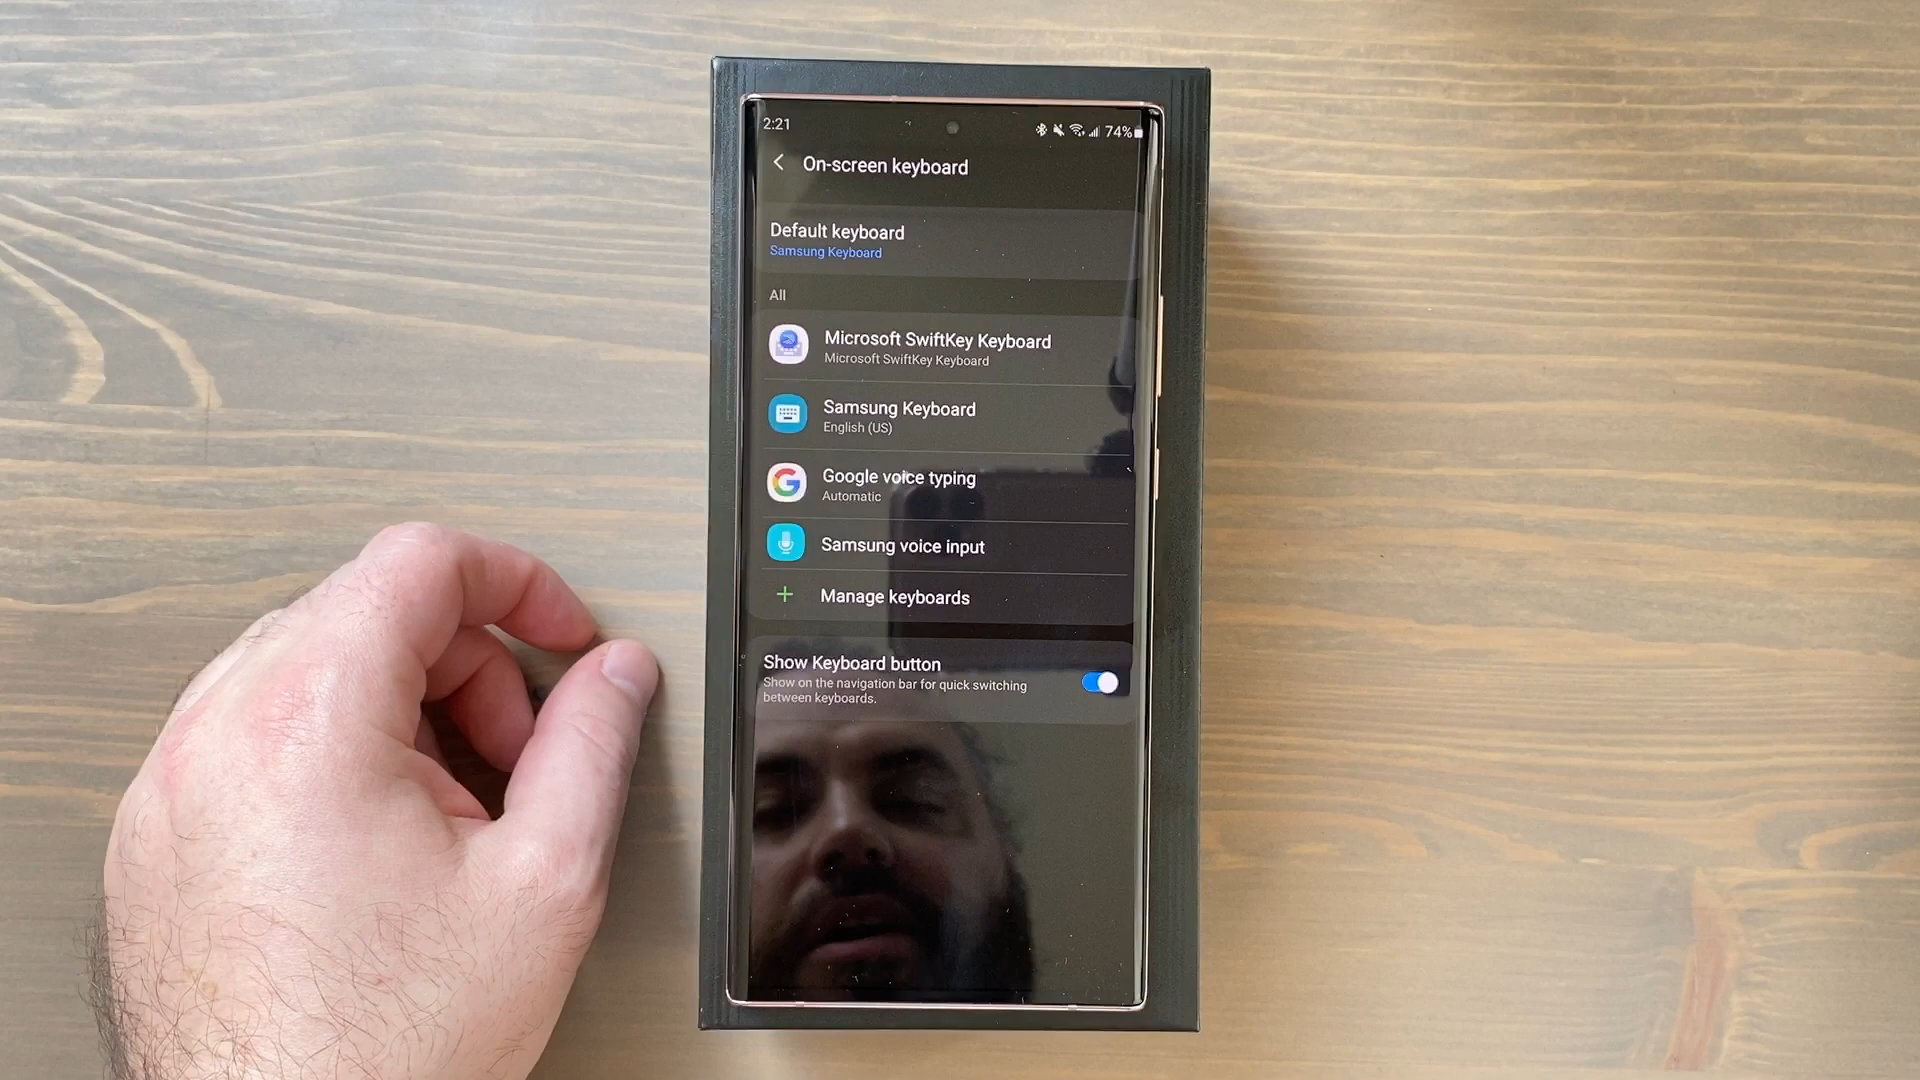 2:21
74%
On-screen keyboard
Default keyboard
Samsung Keyboard
All
Microsoft SwiftKey Keyboard
Microsoft SwiftKey Keyboard
Samsung Keyboard
English (US)
Google voice typing
Automatic
Samsung voice input
Manage keyboards
Show Keyboard button
Show on the navigation bar for quick switching
between keyboards.